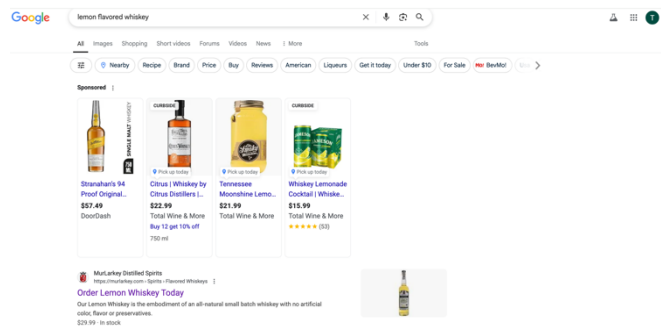 Google
lemon flavored whiskey
T
All Images Shopping Short videos Forums Videos News More Tools
Nearby Recipe Brand Price Buy Reviews American Liqueurs Get it today Under $10 For Sale BevMo!
Sponsored
SINGLE MALT WHISKEY
750 ML
Stranahan's 94
Proof Original...
$57.49
DoorDash
CURBSIDE
Pick up today
Citrus | Whiskey by
Citrus Distillers |...
$22.99
Total Wine & More
Buy 12 get 10% off
750 ml
Pick up today
Tennessee
Moonshine Lemo...
$21.99
Total Wine & More
CURBSIDE
Pick up today
Whiskey Lemonade
Cocktail | Whiske...
$15.99
Total Wine & More
(53)
MurLarkey Distilled Spirits
https://murlarkey.com › Spirits › Flavored Whiskeys
Order Lemon Whiskey Today
Our Lemon Whiskey is the embodiment of an all-natural small batch whiskey with no artificial
color, flavor or preservatives.
$29.99 · In stock